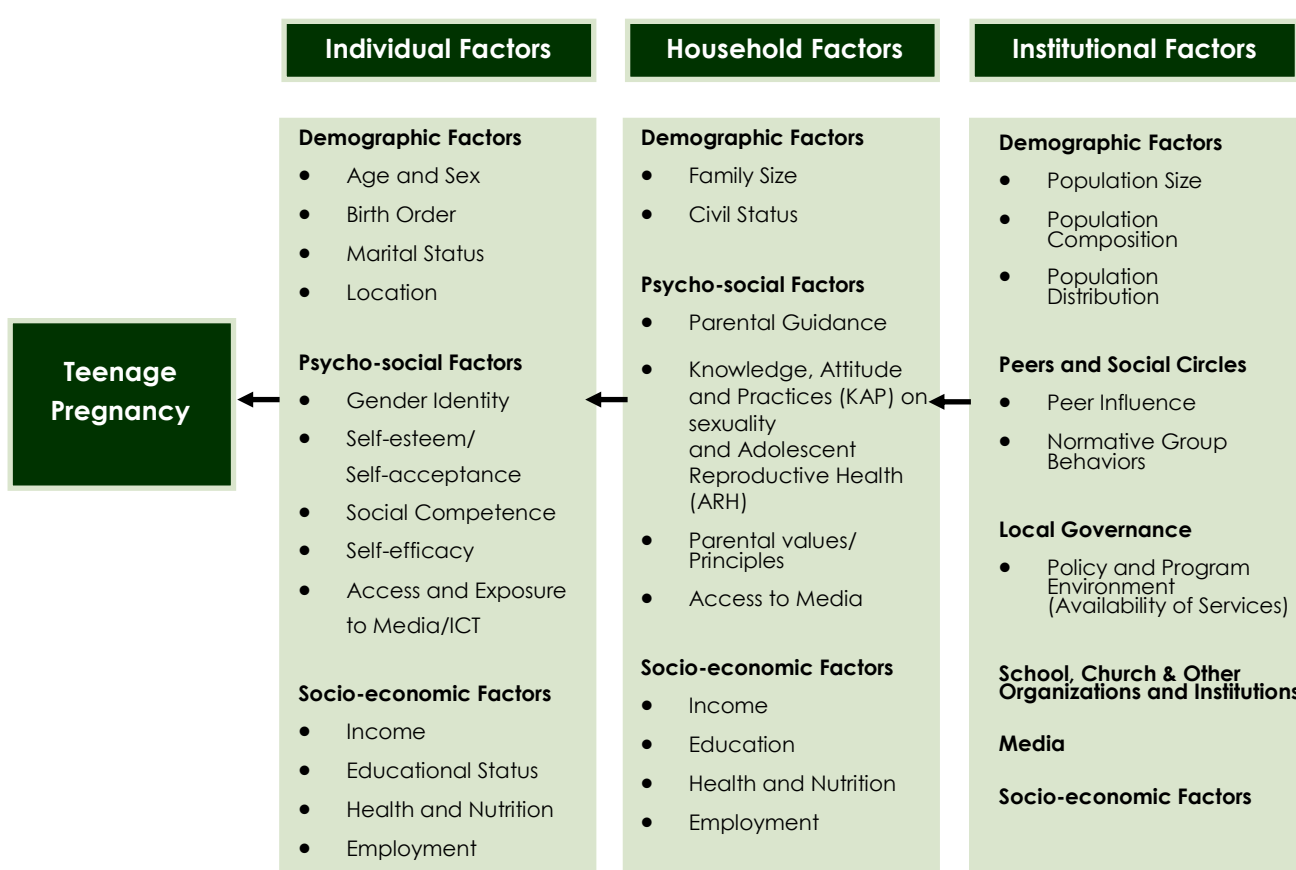 Individual Factors
Household Factors
Institutional Factors
Teenage
Pregnancy
Demographic Factors
• Age and Sex
• Birth Order
• Marital Status
• Location
Psycho-social Factors
• Gender Identity
• Self-esteem/
Self-acceptance
• Social Competence
• Self-efficacy
• Access and Exposure
to Media/ICT
Socio-economic Factors
• Income
• Educational Status
• Health and Nutrition
• Employment
Demographic Factors
• Family Size
• Civil Status
Psycho-social Factors
• Parental Guidance
• Knowledge, Attitude
and Practices (KAP) on
sexuality
and Adolescent
Reproductive Health
(ARH)
• Parental values/
Principles
• Access to Media
Socio-economic Factors
• Income
• Education
• Health and Nutrition
• Employment
Demographic Factors
• Population Size
• Population
Composition
• Population
Distribution
Peers and Social Circles
• Peer Influence
• Normative Group
Behaviors
Local Governance
• Policy and Program
Environment
(Availability of Services)
School, Church & Other
Organizations and Institutions
Media
Socio-economic Factors